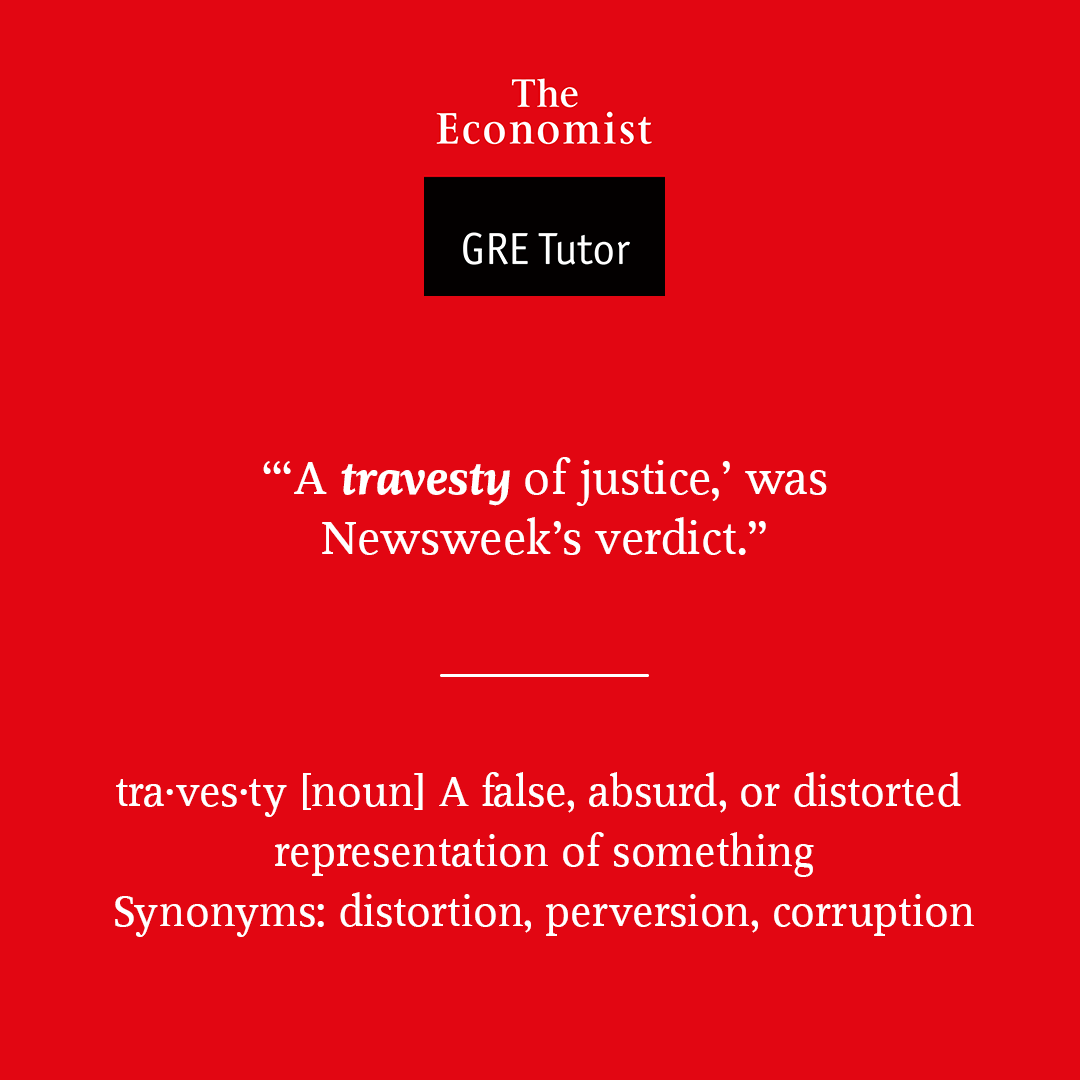 The
Economist
GRE Tutor
“‘A travesty of justice,’ was
Newsweek’s verdict.”
tra·ves·ty [noun] A false, absurd, or distorted
representation of something
Synonyms: distortion, perversion, corruption